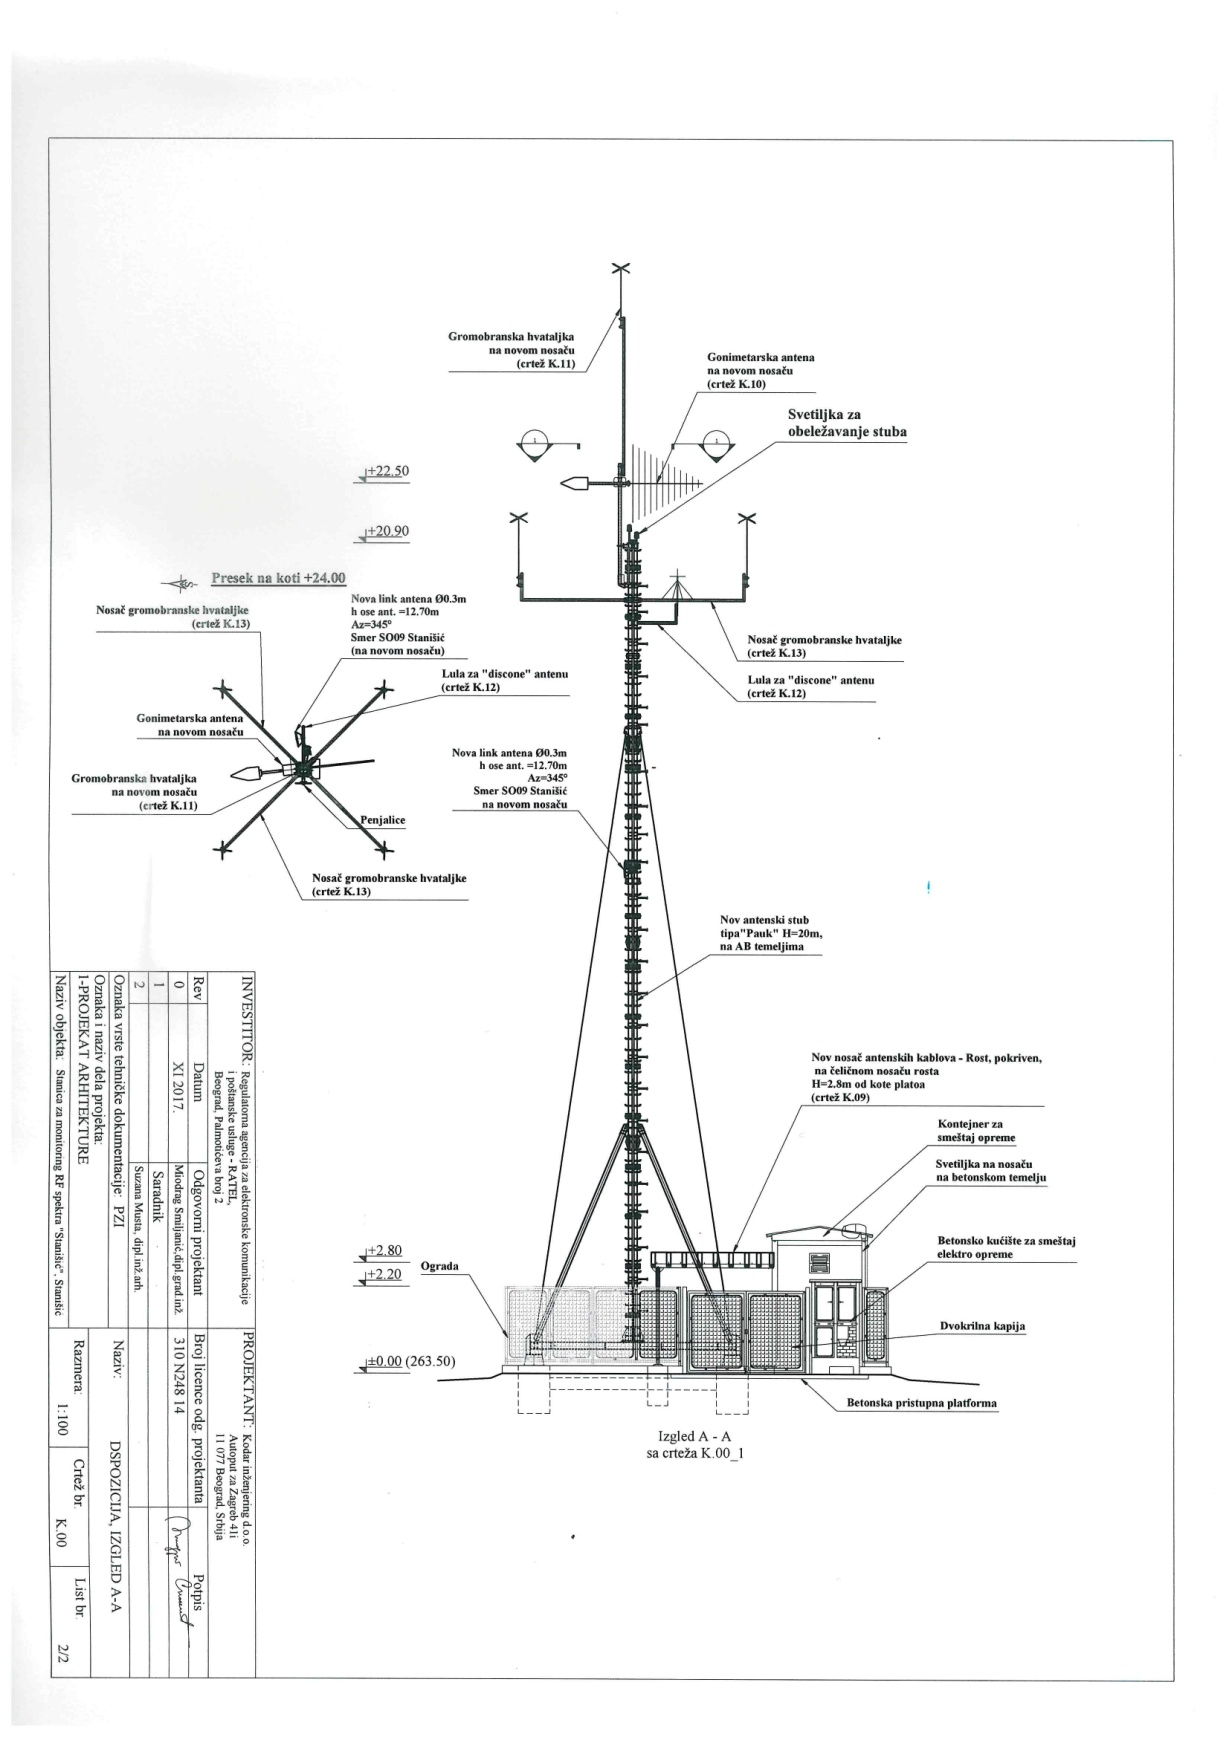 Gromobranska hvataljka
na novom nosaču
(crtež K.11)
Gonimetarska antena
na novom nosaču
(crtež K.10)
Svetiljka za
obeležavanje stuba
1
1
+22.50
+20.90
Presek na koti +24.00
Nosač gromobranske hvataljke
(crtež K.13)
Nova link antena Ø0.3m
h ose ant. =12.70m
Az=345°
Smer SO09 Stanišić
(na novom nosaču)
Lula za "discone" antenu
(crtež K.12)
Gonimetarska antena
na novom nosaču
Gromobranska hvataljka
na novom nosaču
(crtež K.11)
Penjalice
Nosač gromobranske hvataljke
(crtež K.13)
Nosač gromobranske hvataljke
(crtež K.13)
Lula za "discone" antenu
(crtež K.12)
Nova link antena Ø0.3m
h ose ant. =12.70m
Az=345°
Smer SO09 Stanišić
na novom nosaču
Nov antenski stub
tipa"Pauk" H=20m,
na AB temeljima
Nov nosač antenskih kablova - Rost, pokriven,
na čeličnom nosaču rosta
H=2.8m od kote platoa
(crtež K.09)
Kontejner za
smeštaj opreme
Svetiljka na nosaču
na betonskom temelju
Betonsko kućište za smeštaj
elektro opreme
+2.80
+2.20
Ograda
Dvokrilna kapija
±0.00 (263.50)
Betonska pristupna platforma
Izgled A - A
sa crteža K.00_1
INVESTITOR: Regulatorna agencija za elektronske komunikacije
i poštanske usluge - RATEL,
Beograd, Palmotićeva broj 2
PROJEKTANT: Kodar inženjering d.o.o.
Autoput za Zagreb 41i
11 077 Beograd, Srbija
Rev Datum Odgovorni projektant Broj licence odg. projektanta Potpis
0 XI 2017. Miodrag Smiljanić,dipl.grad.inž. 310 N248 14
1 Saradnik
2 Suzana Musta, dipl.inž.arh.
Oznaka vrste tehničke dokumentacije: PZI
Oznaka i naziv dela projekta:
1-PROJEKAT ARHITEKTURE
Naziv: DSPOZICIJA, IZGLED A-A
Naziv objekta: Stanica za monitoring RF spektra "Stanišić", Stanišić
Razmera: 1:100
Crtež br. K.00
List br. 2/2